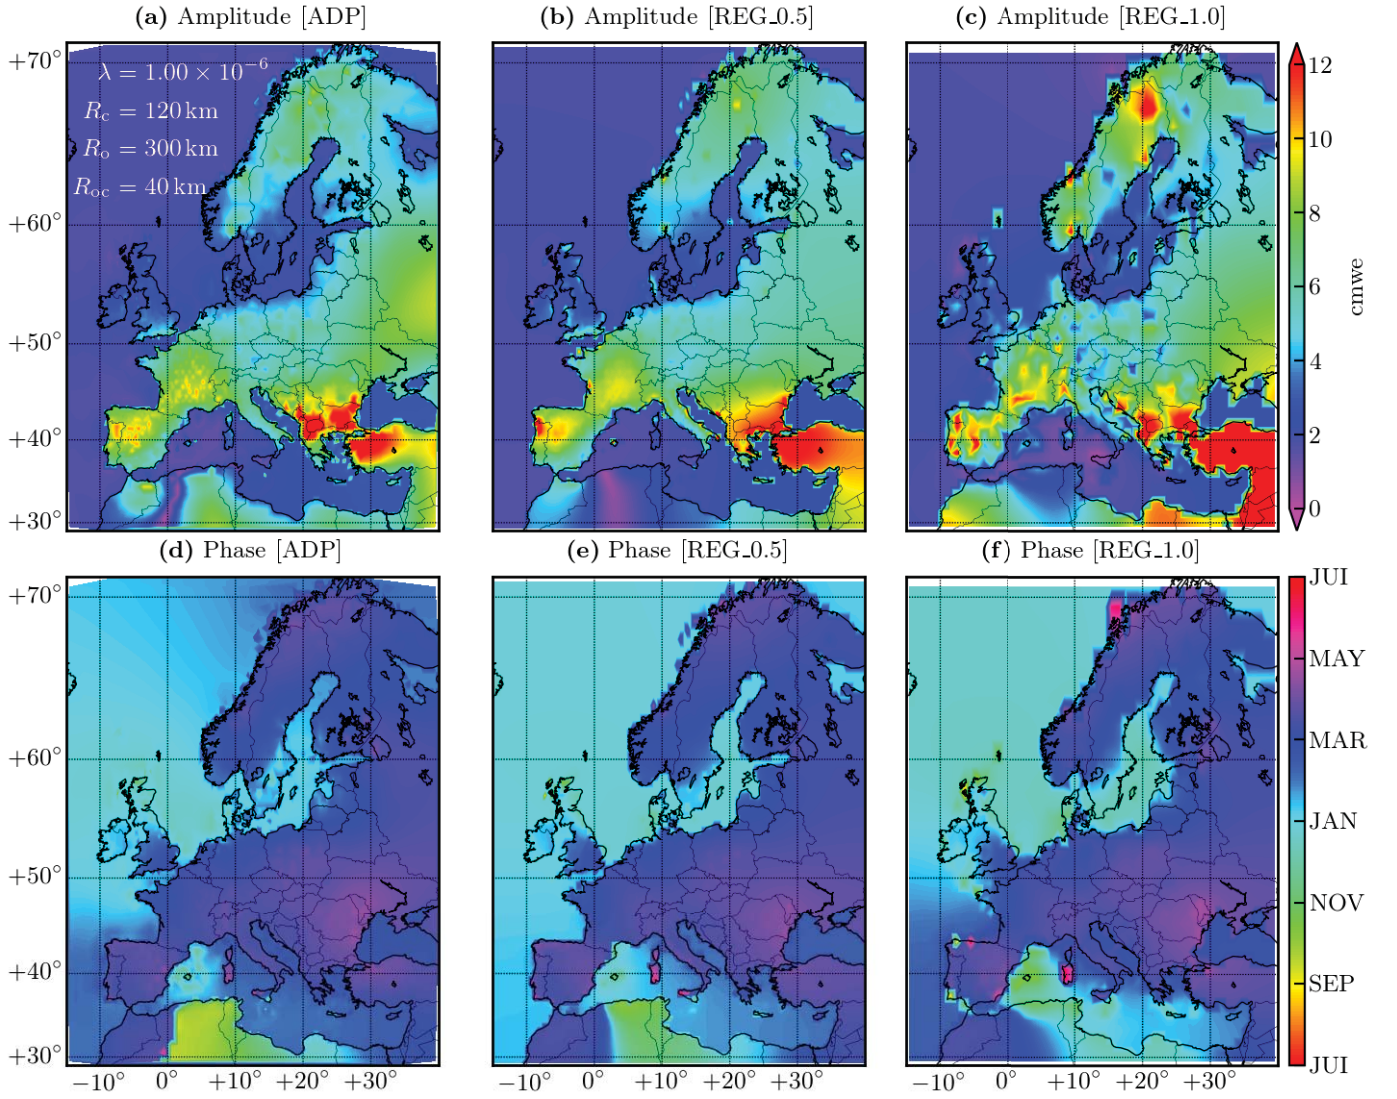 (a) Amplitude [ADP]
(b) Amplitude [REG_0.5]
(c) Amplitude [REG_1.0]
λ = 1.00 × 10⁻⁶
R_c = 120 km
R_o = 300 km
R_oc = 40 km
+70°
+60°
+50°
+40°
+30°
12
10
8
6
4
2
0
cmwe
(d) Phase [ADP]
(e) Phase [REG_0.5]
(f) Phase [REG_1.0]
+70°
+60°
+50°
+40°
+30°
−10° 0° +10° +20° +30°
−10° 0° +10° +20° +30°
−10° 0° +10° +20° +30°
JUI
MAY
MAR
JAN
NOV
SEP
JUI